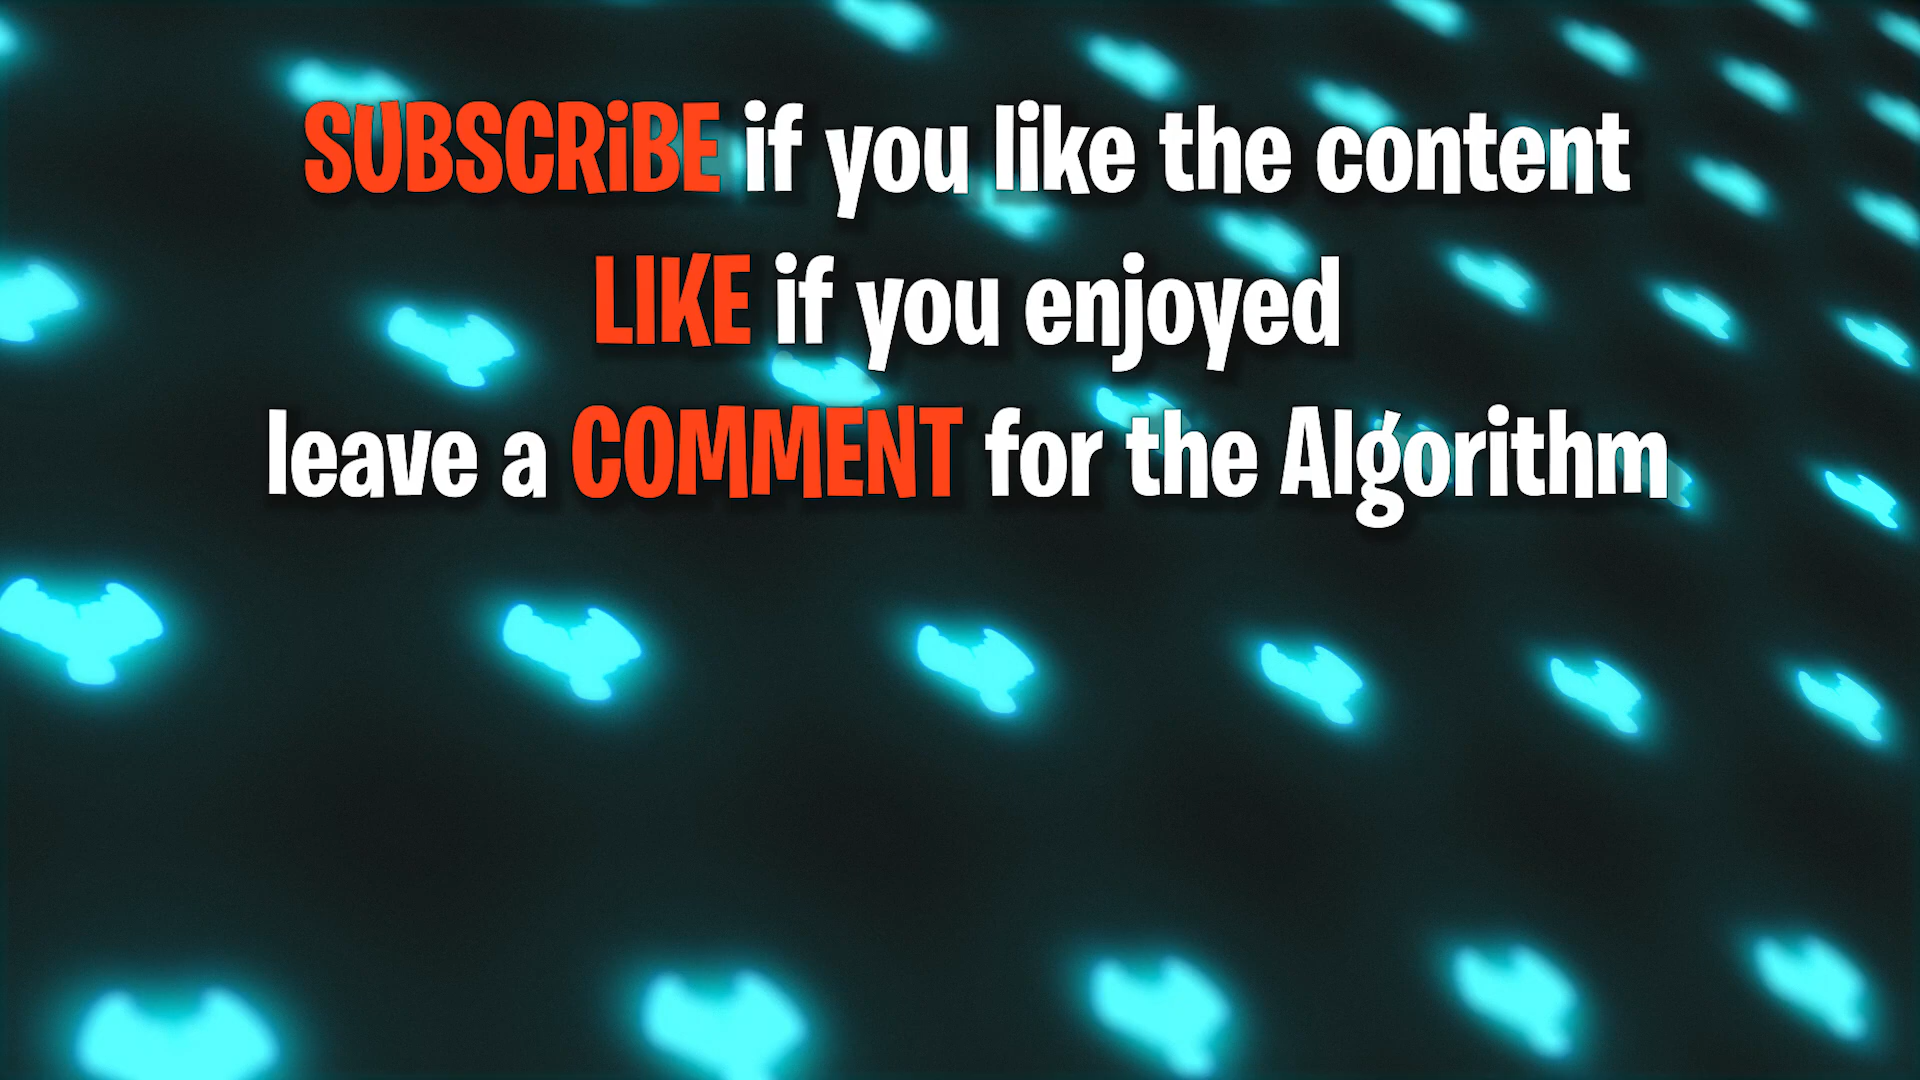 SUBSCRiBE if you like the content
LIKE if you enjoyed
leave a COMMENT for the Algorithm